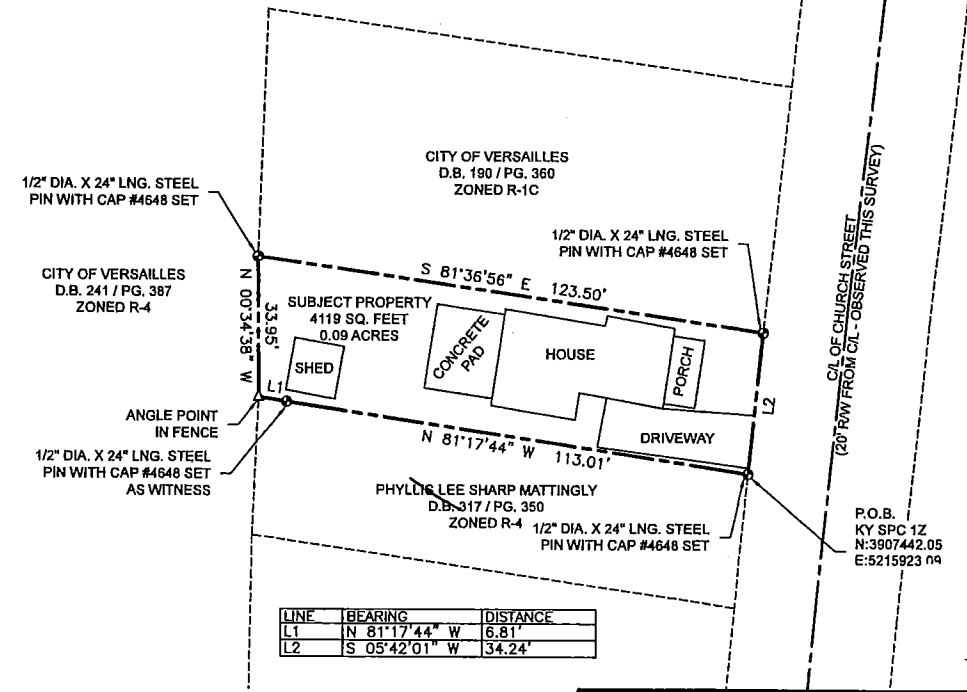 CITY OF VERSAILLES
D.B. 190 / PG. 360
ZONED R-1C
1/2" DIA. X 24" LNG. STEEL
PIN WITH CAP #4648 SET
1/2" DIA. X 24" LNG. STEEL
PIN WITH CAP #4648 SET
CITY OF VERSAILLES
D.B. 241 / PG. 387
ZONED R-4
S 81°36'56" E 123.50'
N 00°34'38" W
33.95'
SUBJECT PROPERTY
4119 SQ. FEET
0.09 ACRES
SHED
CONCRETE
PAD
HOUSE
PORCH
DRIVEWAY
L1
L2
C/L OF CHURCH STREET
(20' R/W FROM C/L - OBSERVED THIS SURVEY)
ANGLE POINT
IN FENCE
1/2" DIA. X 24" LNG. STEEL
PIN WITH CAP #4648 SET
AS WITNESS
N 81°17'44" W 113.01'
PHYLLIS LEE SHARP MATTINGLY
D.B. 317 / PG. 350
ZONED R-4
1/2" DIA. X 24" LNG. STEEL
PIN WITH CAP #4648 SET
P.O.B.
KY SPC 1Z
N:3907442.05
E:5215923.09
LINE BEARING DISTANCE
L1 N 81°17'44" W 6.81'
L2 S 05°42'01" W 34.24'